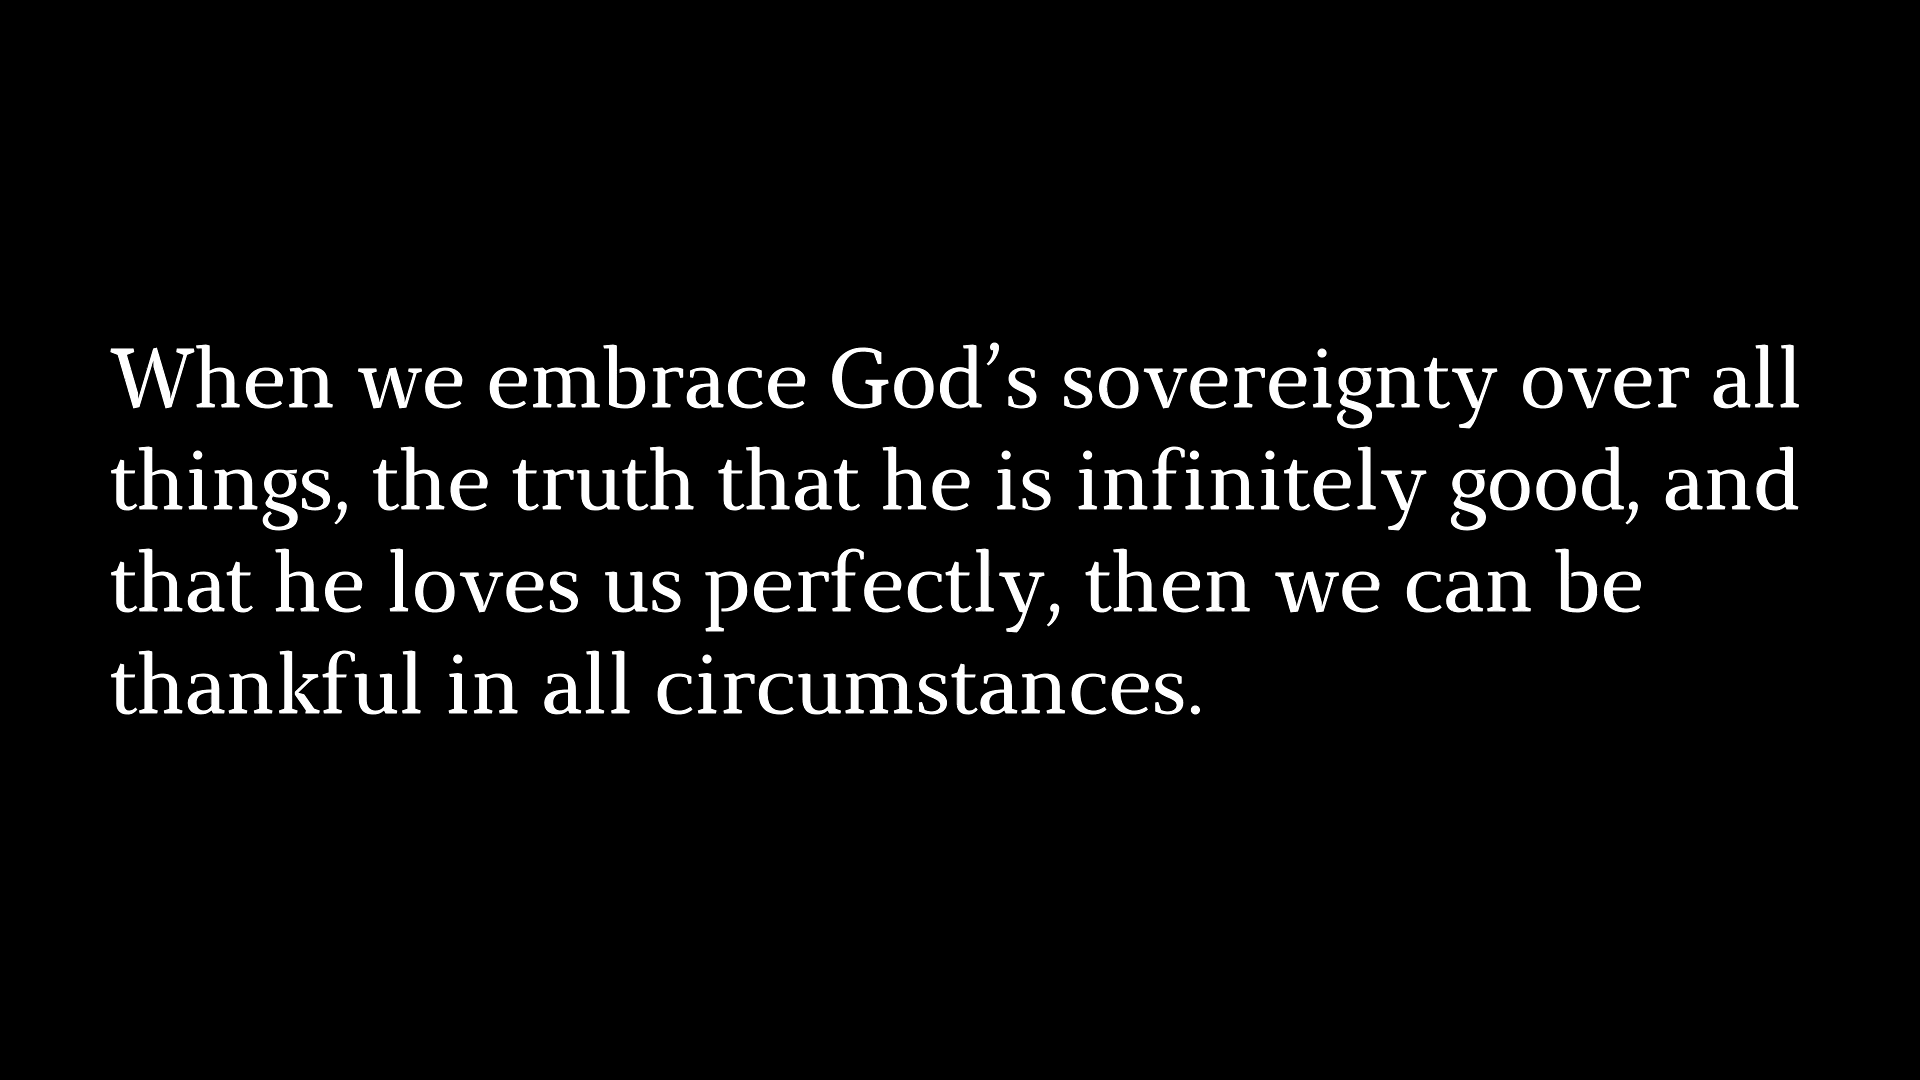 When we embrace God’s sovereignty over all
things, the truth that he is infinitely good, and
that he loves us perfectly, then we can be
thankful in all circumstances.